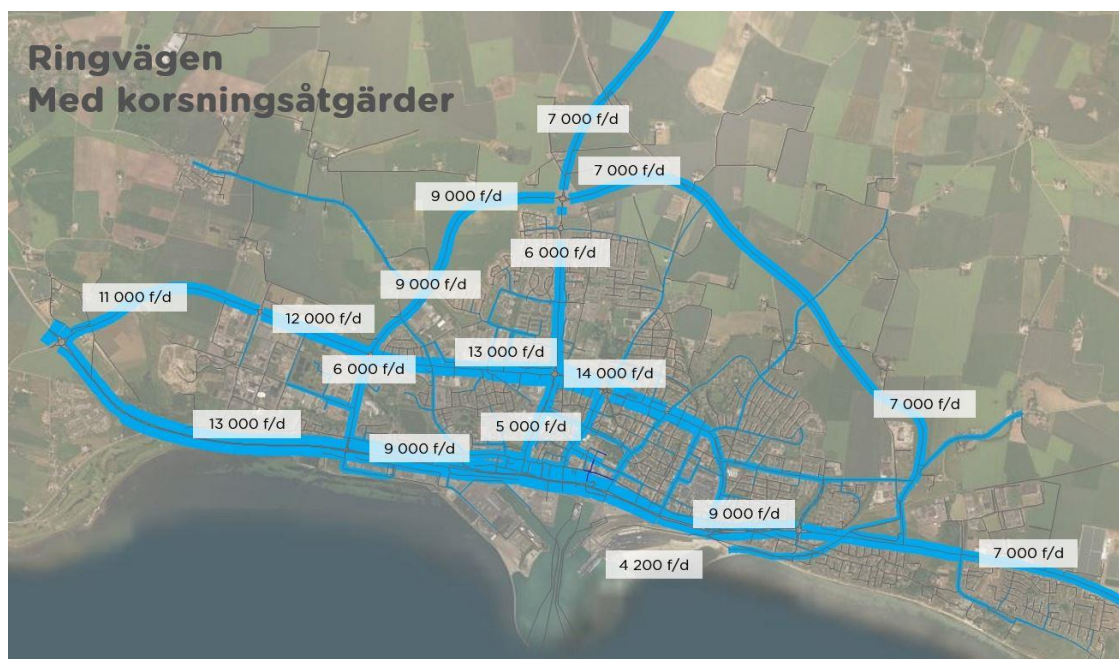 Ringvägen
Med korsningsåtgärder
7 000 f/d
7 000 f/d
9 000 f/d
6 000 f/d
9 000 f/d
11 000 f/d
12 000 f/d
13 000 f/d
6 000 f/d
14 000 f/d
7 000 f/d
13 000 f/d
5 000 f/d
9 000 f/d
9 000 f/d
7 000 f/d
4 200 f/d